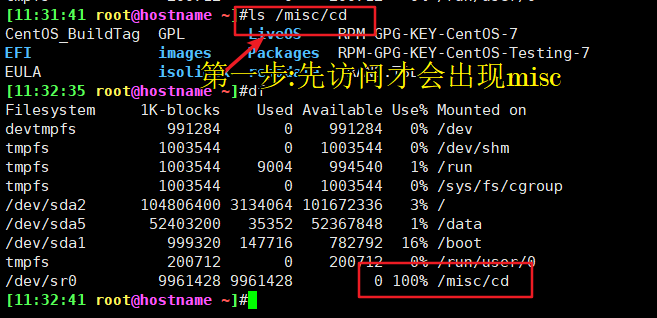 [11:31:41 root@hostname ~]#ls /misc/cd
CentOS_BuildTag GPL LiveOS RPM-GPG-KEY-CentOS-7
EFI images Packages RPM-GPG-KEY-CentOS-Testing-7
EULA
第一步:先访问才会出现misc
[11:32:35 root@hostname ~]#df
Filesystem 1K-blocks Used Available Use% Mounted on
devtmpfs 991284 0 991284 0% /dev
tmpfs 1003544 0 1003544 0% /dev/shm
tmpfs 1003544 9004 994540 1% /run
tmpfs 1003544 0 1003544 0% /sys/fs/cgroup
/dev/sda2 104806400 3134064 101672336 3% /
/dev/sda5 52403200 35352 52367848 1% /data
/dev/sda1 999320 147716 782792 16% /boot
tmpfs 200712 0 200712 0% /run/user/0
/dev/sr0 9961428 9961428 0 100% /misc/cd
[11:32:41 root@hostname ~]#